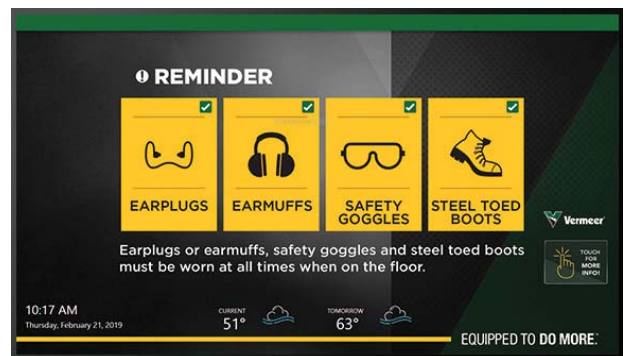 REMINDER
EARPLUGS
EARMUFFS
SAFETY
GOGGLES
STEEL TOED
BOOTS
Earplugs or earmuffs, safety goggles and steel toed boots
must be worn at all times when on the floor.
Vermeer
TOUCH
FOR
MORE
INFO!
10:17 AM
Thursday, February 21, 2019
CURRENT
51°
TOMORROW
63°
EQUIPPED TO DO MORE.